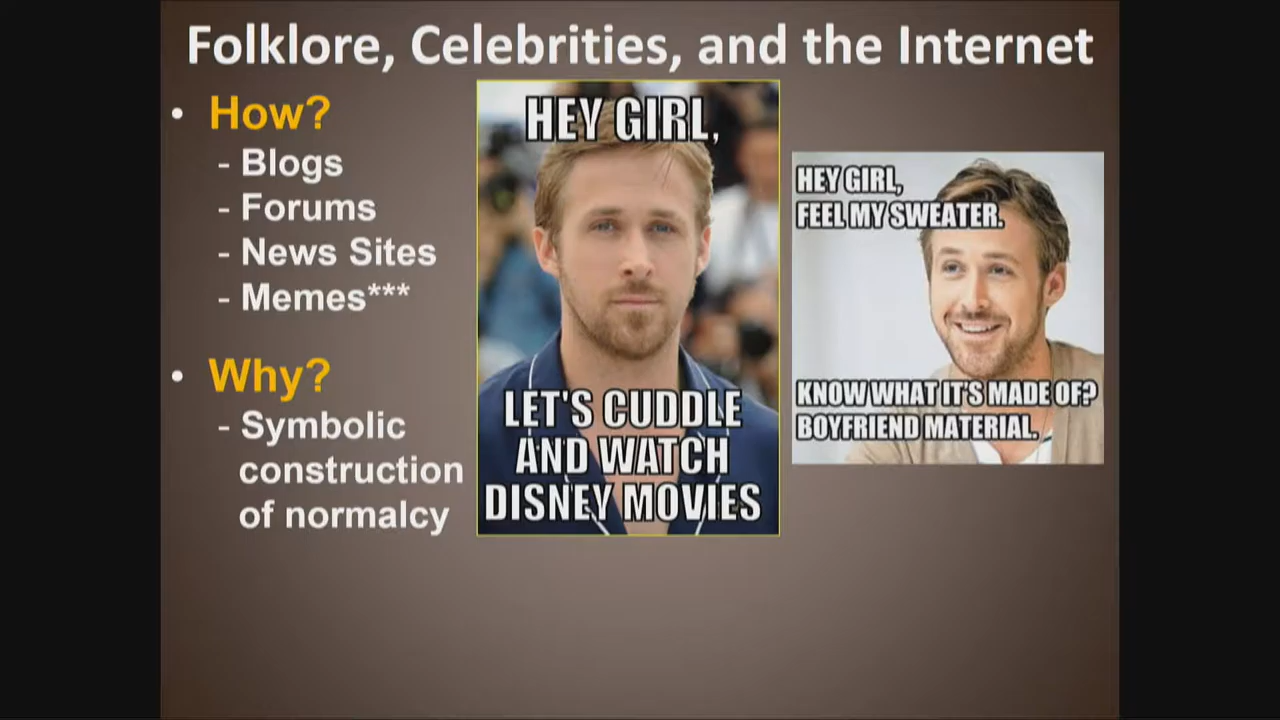 Folklore, Celebrities, and the Internet
• How?
- Blogs
- Forums
- News Sites
- Memes***
• Why?
- Symbolic
construction
of normalcy
HEY GIRL,
LET'S CUDDLE
AND WATCH
DISNEY MOVIES
HEY GIRL,
FEEL MY SWEATER.
KNOW WHAT IT'S MADE OF?
BOYFRIEND MATERIAL.